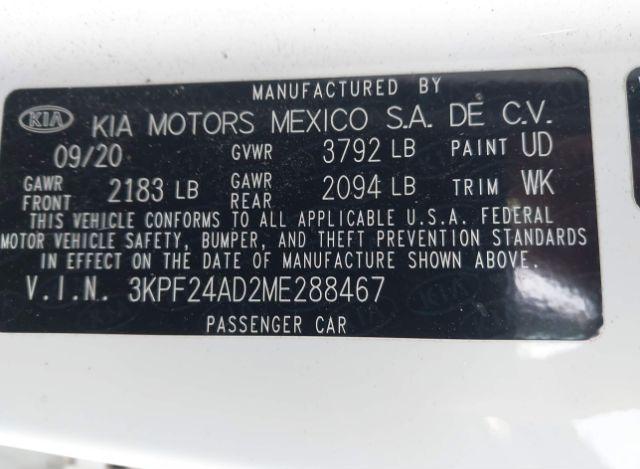 MANUFACTURED BY
KIA KIA MOTORS MEXICO S.A. DE C.V.
09/20 GVWR 3792 LB PAINT UD
GAWR FRONT 2183 LB GAWR REAR 2094 LB TRIM WK
THIS VEHICLE CONFORMS TO ALL APPLICABLE U.S.A. FEDERAL
MOTOR VEHICLE SAFETY, BUMPER, AND THEFT PREVENTION STANDARDS
IN EFFECT ON THE DATE OF MANUFACTURE SHOWN ABOVE.
V.I.N. 3KPF24AD2ME288467
PASSENGER CAR